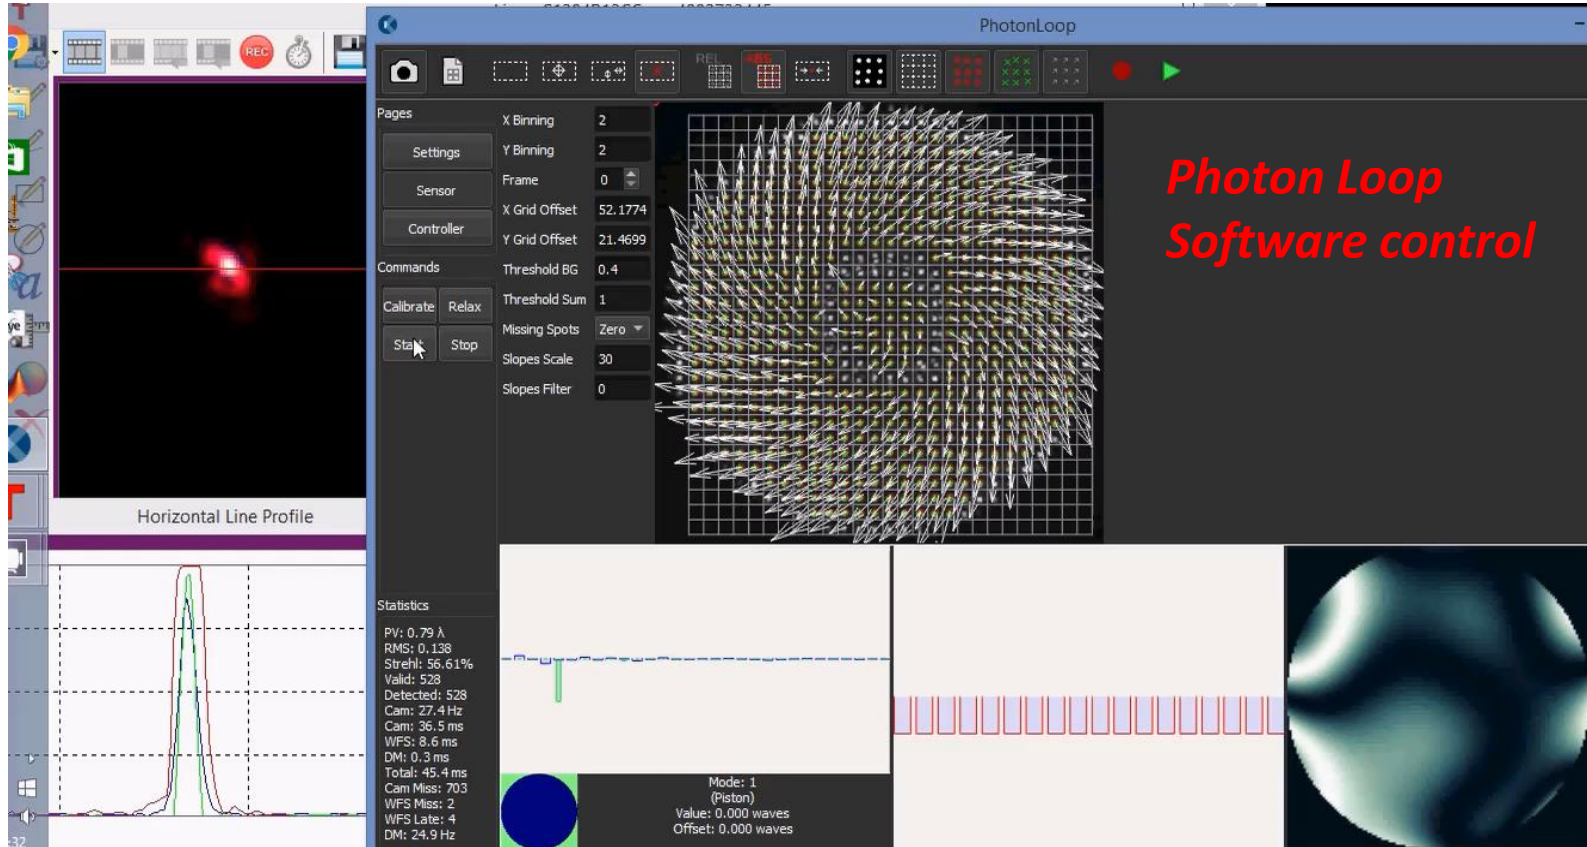 PhotonLoop
REC
REL
ABS
Pages
Settings
Sensor
Controller
Commands
Calibrate Relax
Start Stop
X Binning 2
Y Binning 2
Frame 0
X Grid Offset 52.1774
Y Grid Offset 21.4699
Threshold BG 0.4
Threshold Sum 1
Missing Spots Zero
Slopes Scale 30
Slopes Filter 0
Photon Loop
Software control
Horizontal Line Profile
Statistics
PV: 0.79 λ
RMS: 0.138
Strehl: 56.61%
Valid: 528
Detected: 528
Cam: 27.4 Hz
Cam: 36.5 ms
WFS: 8.6 ms
DM: 0.3 ms
Total: 45.4 ms
Cam Miss: 703
WFS Miss: 2
WFS Late: 4
DM: 24.9 Hz
Mode: 1
(Piston)
Value: 0.000 waves
Offset: 0.000 waves